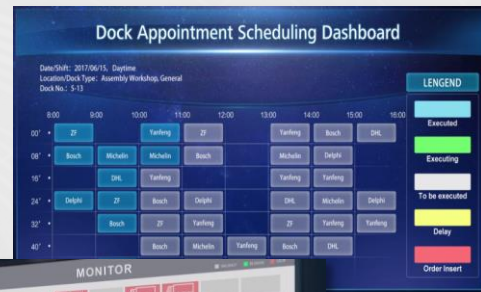 Dock Appointment Scheduling Dashboard
Date/Shift: 2017/06/15, Daytime
Location/Dock Type: Assembly Workshop, General
Dock No.: S-13
LENGEND
8:00 9:00 10:00 11:00 12:00 13:00 14:00 15:00 16:00
00' ZF Yanfeng ZF Yanfeng Bosch DHL
Executed
08' Bosch Michelin Michelin Bosch Michelin Delphi
Executing
16' DHL Yanfeng Yanfeng Yanfeng
To be executed
24' Delphi ZF Bosch Delphi DHL Michelin Delphi
32' Bosch ZF Yanfeng ZF Yanfeng Yanfeng
Delay
40' Bosch Michelin Yanfeng Bosch DHL
Order Insert
MONITOR